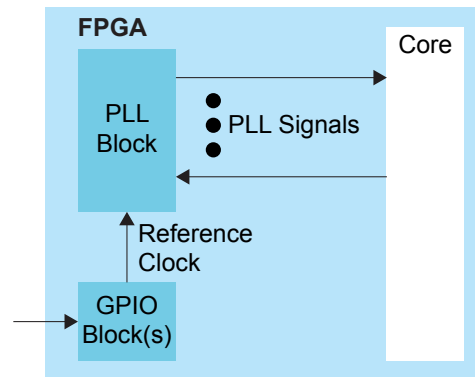 FPGA
Core
PLL
Block
PLL Signals
Reference
Clock
GPIO
Block(s)